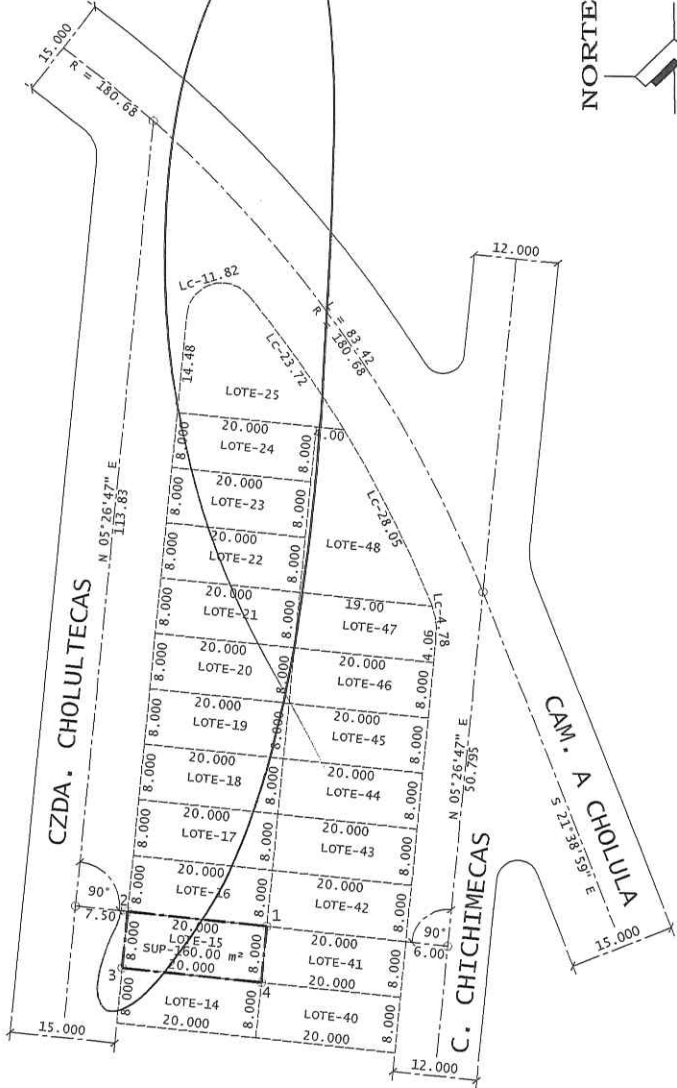 15.000
R = 180.68
NORTE
12.000
Lc-11.82
14.48
Lc-23.72
L = 83.42
R = 180.68
LOTE-25
N 05°26'47" E
113.83
CZDA. CHOLULTECAS
8.000
20.000
LOTE-24
8.000
4.00
8.000
20.000
LOTE-23
8.000
Lc-28.05
8.000
20.000
LOTE-22
8.000
LOTE-48
8.000
20.000
LOTE-21
8.000
19.00
LOTE-47
4.06
Lc-4.78
8.000
20.000
LOTE-20
8.000
20.000
LOTE-46
8.000
8.000
20.000
LOTE-19
8.000
20.000
LOTE-45
8.000
8.000
20.000
LOTE-18
8.000
20.000
LOTE-44
8.000
8.000
20.000
LOTE-17
8.000
20.000
LOTE-43
8.000
8.000
20.000
LOTE-16
8.000
20.000
LOTE-42
8.000
N 05°26'47" E
50.795
CAM. A CHOLULA
S 21°38'59" E
15.000
90°
7.50
2
1
8.000
20.000
LOTE-15
SUP-160.00 m²
20.000
8.000
3
4
20.000
LOTE-41
20.000
8.000
90°
6.00
C. CHICHIMECAS
8.000
LOTE-14
20.000
8.000
LOTE-40
20.000
8.000
15.000
12.000